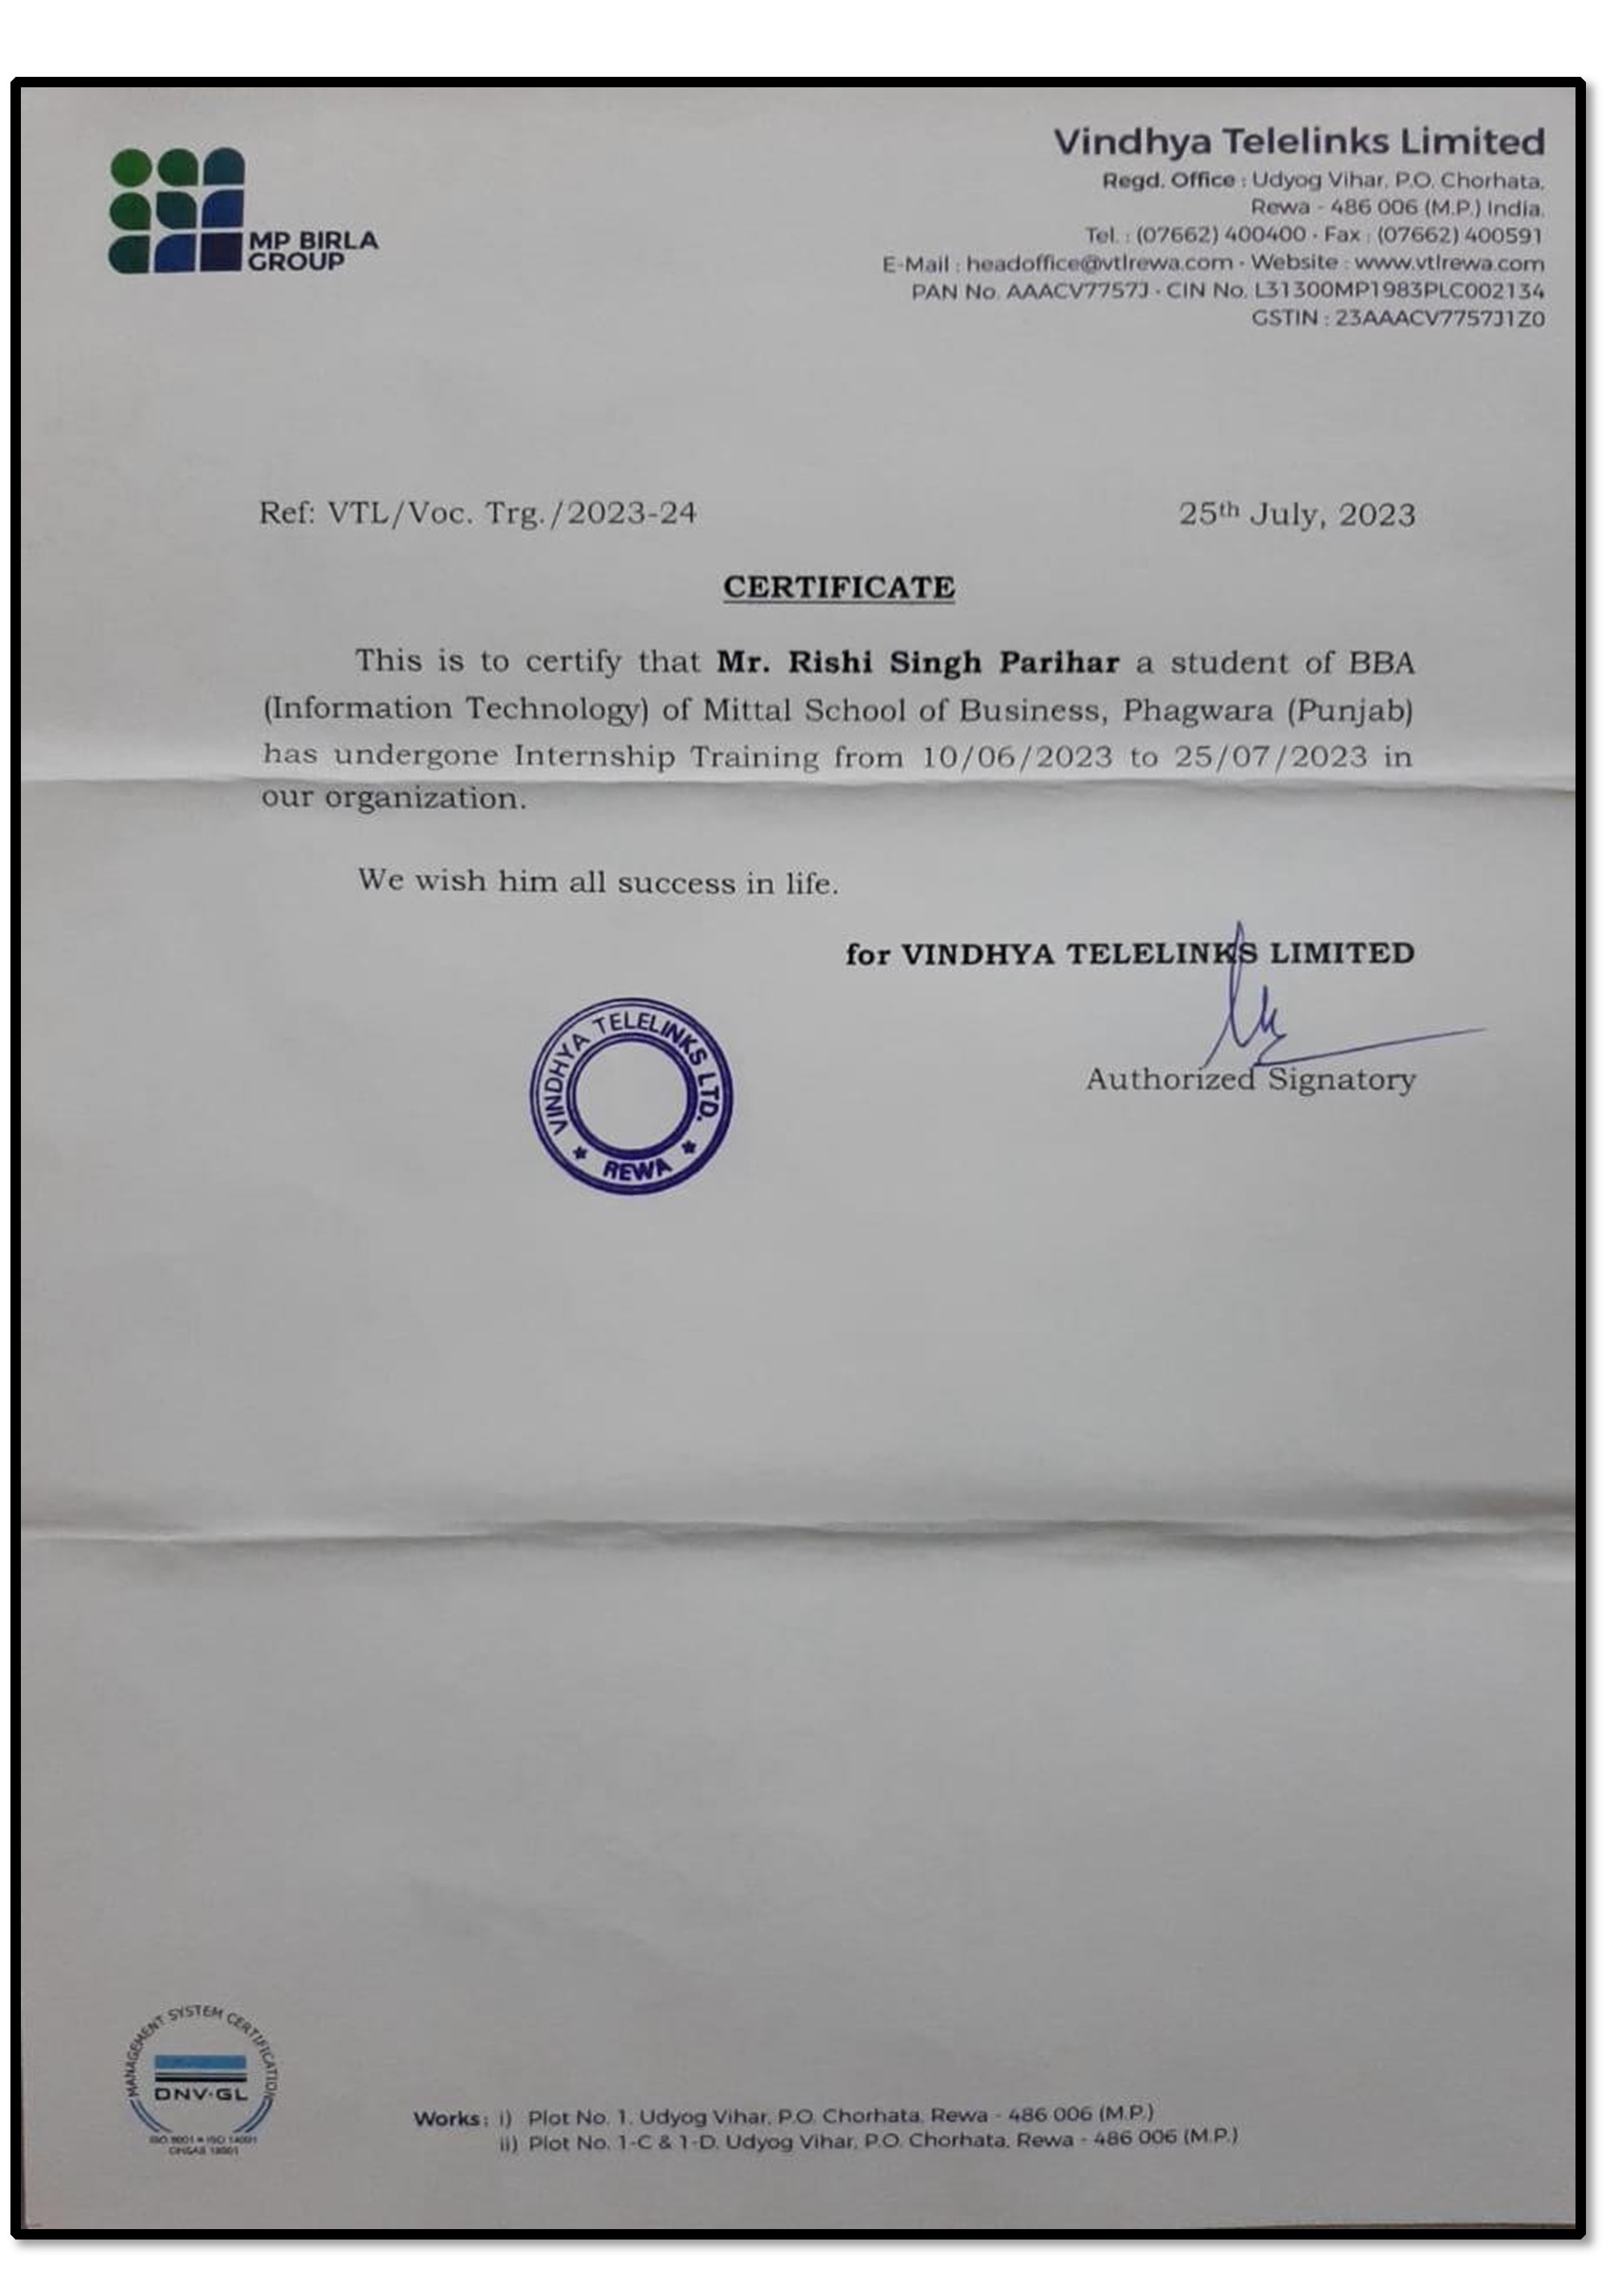 MP BIRLA
GROUP
Vindhya Telelinks Limited
Regd. Office : Udyog Vihar, P.O. Chorhata,
Rewa - 486 006 (M.P.) India.
Tel. : (07662) 400400 • Fax : (07662) 400591
E-Mail : headoffice@vtlrewa.com • Website : www.vtlrewa.com
PAN No. AAACV7757J • CIN No. L31300MP1983PLC002134
GSTIN : 23AAACV7757J1Z0
Ref: VTL/Voc. Trg./2023-24
25th July, 2023
CERTIFICATE
This is to certify that Mr. Rishi Singh Parihar a student of BBA
(Information Technology) of Mittal School of Business, Phagwara (Punjab)
has undergone Internship Training from 10/06/2023 to 25/07/2023 in
our organization.
We wish him all success in life.
for VINDHYA TELELINKS LIMITED
Authorized Signatory
VINDHYA TELELINKS LTD.
* REWA *
MANAGEMENT SYSTEM CERTIFICATION
DNV·GL
ISO 9001 = ISO 14001
OHSAS 18001
Works: i) Plot No. 1, Udyog Vihar, P.O. Chorhata, Rewa - 486 006 (M.P.)
ii) Plot No. 1-C & 1-D, Udyog Vihar, P.O. Chorhata, Rewa - 486 006 (M.P.)